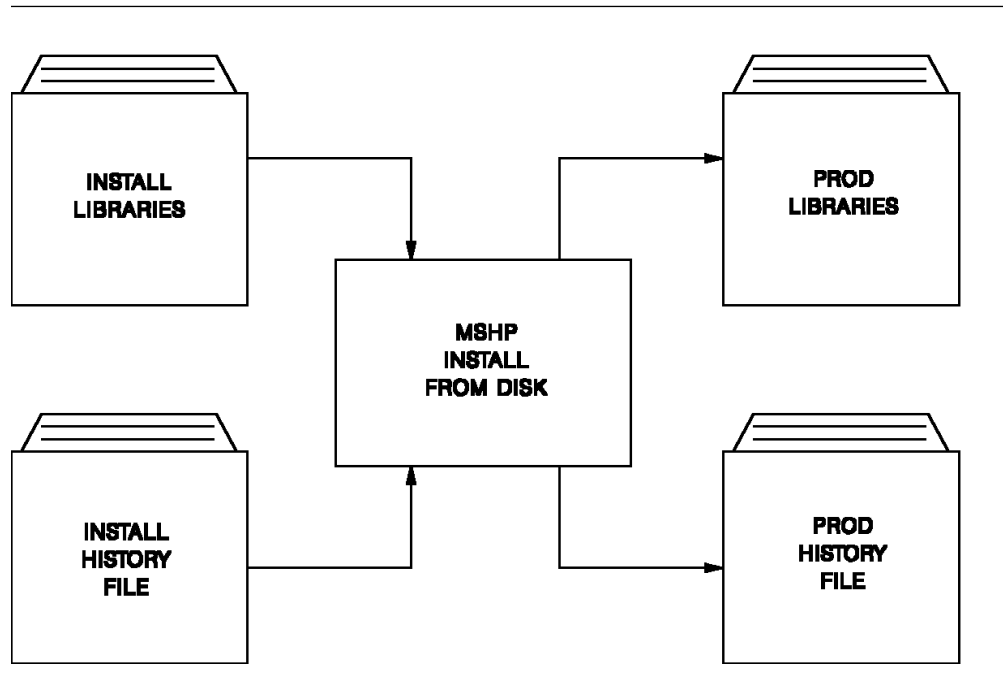 INSTALL
LIBRARIES
PROD
LIBRARIES
MSHP
INSTALL
FROM DISK
INSTALL
HISTORY
FILE
PROD
HISTORY
FILE